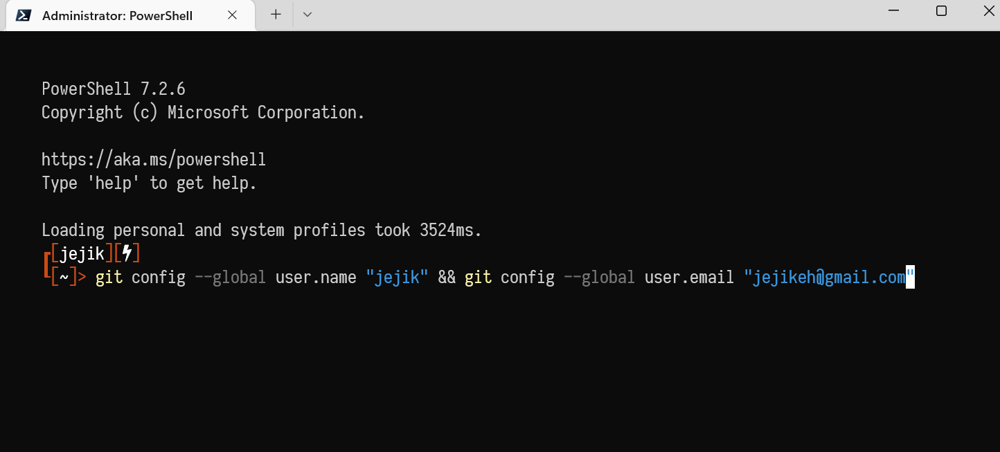 Administrator: PowerShell
PowerShell 7.2.6
Copyright (c) Microsoft Corporation.
https://aka.ms/powershell
Type 'help' to get help.
Loading personal and system profiles took 3524ms.
[jejik][⚡]
[~]> git config --global user.name "jejik" && git config --global user.email "jejikeh@gmail.com"